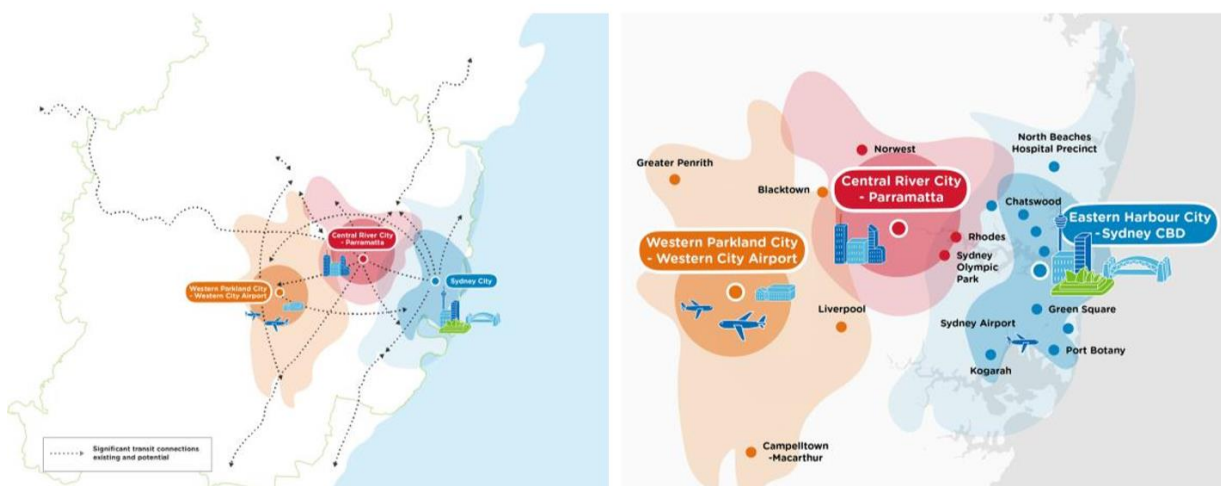 Central River City
- Parramatta
Western Parkland City
- Western City Airport
Sydney City
Significant transit connections
existing and potential
North Beaches
Hospital Precinct
Norwest
Greater Penrith
Central River City
- Parramatta
Blacktown
Chatswood
Eastern Harbour City
-Sydney CBD
Rhodes
Western Parkland City
- Western City Airport
Sydney
Olympic
Park
Liverpool
Green Square
Sydney Airport
Port Botany
Kogarah
Campelltown
-Macarthur